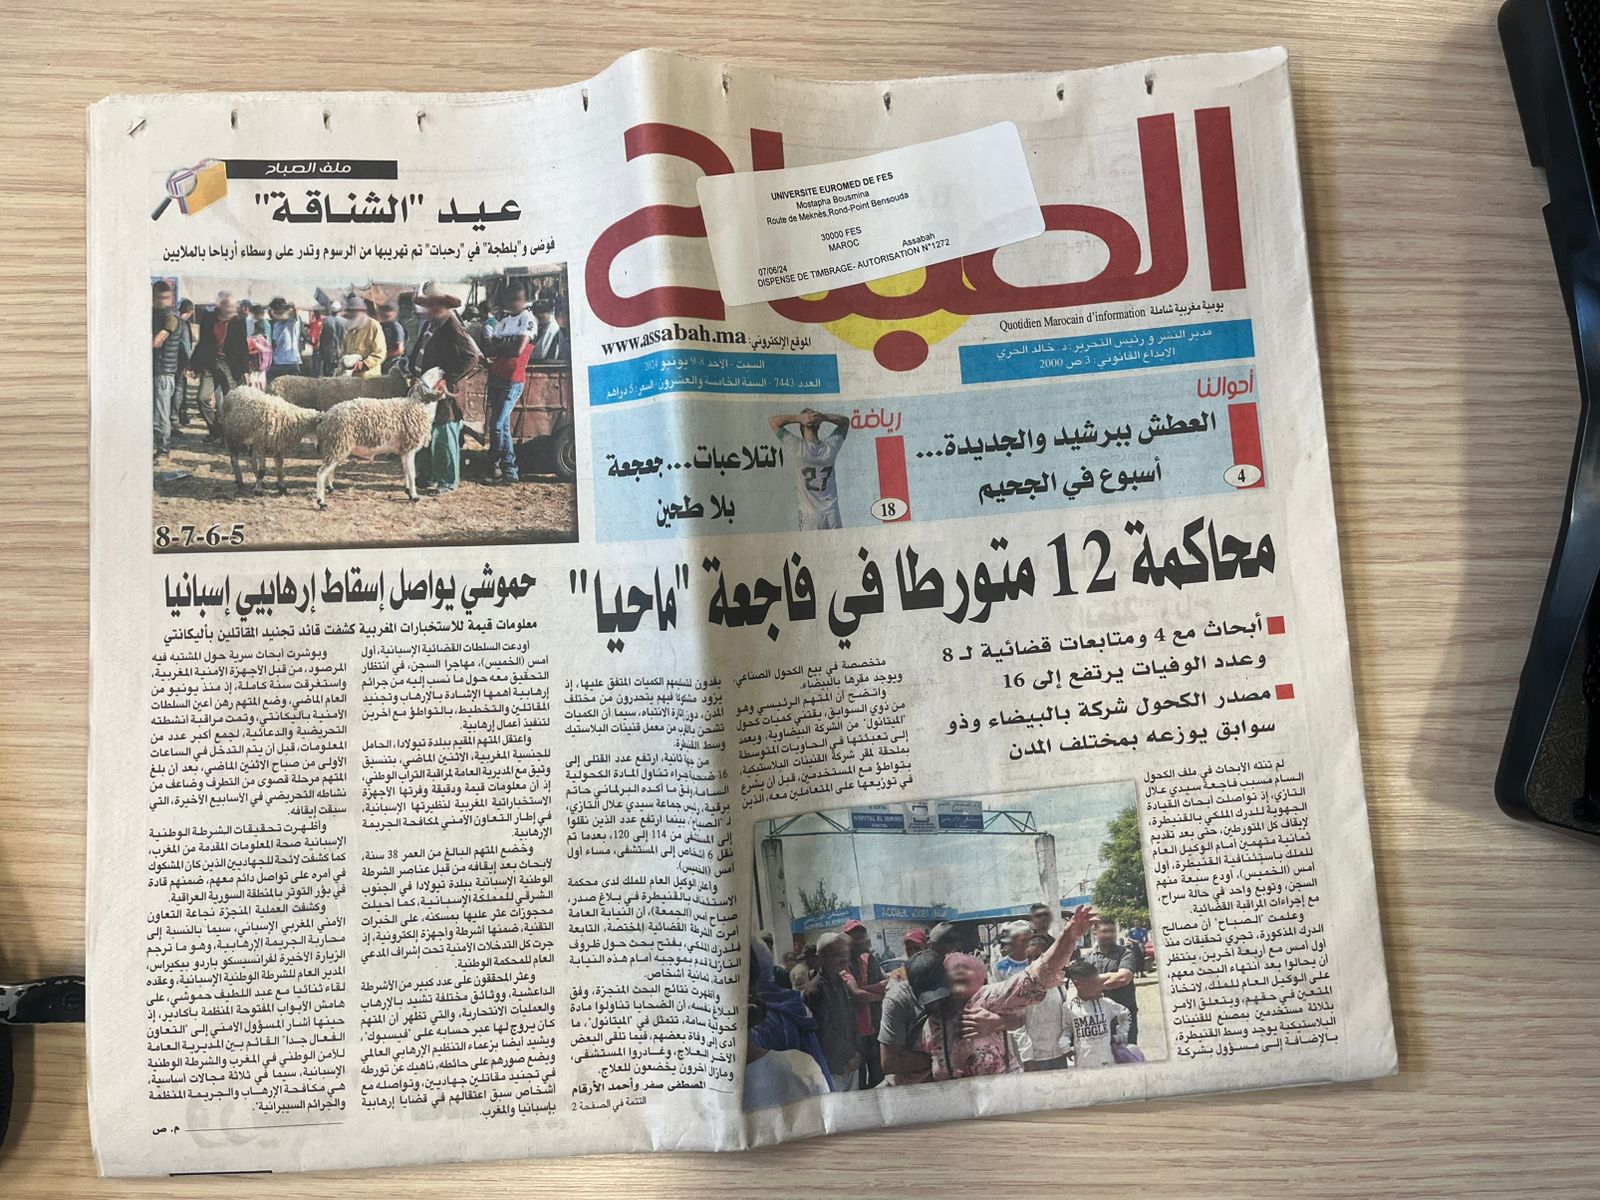 الصباح
UNIVERSITE EUROMED DE FES
Mostapha Bousmina
Route de Meknès,Rond-Point Bensouda
30000 FES
MAROC
Assabah
07/06/24
DISPENSE DE TIMBRAGE- AUTORISATION N°1272
يومية مغربية شاملة Quotidien Marocain d'information
الموقع الإلكتروني: www.assabah.ma
مدير النشر و رئيس التحرير: د. خالد الحري
الايداع القانوني: 3 ص 2000
السبت - الأحد 8-9 يونيو 2024
العدد 7443 - السنة الخامسة والعشرون - السعر: 5 دراهم
أحوالنا
العطش ببرشيد والجديدة...
أسبوع في الجحيم
4
رياضة
التلاعبات... جعجعة
بلا طحين
27
18
ملف الصباح
عيد "الشناقة"
فوضى و"بلطجة" في "رحبات" تم تهريبها من الرسوم وتدر على وسطاء أرباحا بالملايين
8-7-6-5
محاكمة 12 متورطا في فاجعة "ماحيا"
أبحاث مع 4 ومتابعات قضائية لـ 8
وعدد الوفيات يرتفع إلى 16
مصدر الكحول شركة بالبيضاء وذو
سوابق يوزعه بمختلف المدن
لم تنته الأبحاث في ملف الكحول
السام مسبب فاجعة سيدي علال
التازي، إذ تواصلت أبحاث القيادة
الجهوية للدرك الملكي بالقنيطرة،
لإيقاف كل المتورطين، حتى بعد تقديم
ثمانية متهمين أمام الوكيل العام
للملك باستئنافية القنيطرة، أول
أمس (الخميس)، أودع سبعة منهم
السجن، وتوبع واحد في حالة سراح،
مع إجراءات المراقبة القضائية.
وعلمت "الصباح" أن مصالح
الدرك المذكورة، تجري تحقيقات منذ
أول أمس مع أربعة آخرين، ينتظر
أن يحالوا بعد انتهاء البحث معهم،
على الوكيل العام للملك، لاتخاذ
المتعين في حقهم، ويتعلق الأمر
بثلاثة مستخدمين بمصنع للقنينات
البلاستيكية يوجد وسط القنيطرة،
بالإضافة إلى مسؤول بشركة
متخصصة في بيع الكحول الصناعي،
ويوجد مقرها بالبيضاء.
واتضح أن المتهم الرئيسي وهو
من ذوي السوابق، يقتني كميات كحول
"الميثانول" من الشركة البيضاوية، ويعمد
إلى تعبئتها في الحاويات المتوسطة
بملحقة لمقر شركة القنينات البلاستيكية،
بتواطؤ مع المستخدمين، قبل أن يشرع
في توزيعها على المتعاملين معه، الذين
يفدون لتسلمهم الكميات المتفق عليها، إذ
المدن، دون إثارة الانتباه، سيما أن الكميات
تشحن بالقرب من معمل قنينات البلاستيك
وسط القنيطرة.
من جهة ثانية، ارتفع عدد القتلى إلى
16 ضحية جراء تناول المادة الكحولية
السامة، وفق ما أكده البرلماني حاتم
برقية، رئيس جماعة سيدي علال التازي،
لـ"الصباح"، بينما ارتفع عدد الذين نقلوا
إلى المستشفى من 114 إلى 120، بعدما تم
نقل 6 أشخاص إلى المستشفى، مساء أول
أمس (الخميس).
وأعلن الوكيل العام للملك لدى محكمة
الاستئناف بالقنيطرة في بلاغ صدر،
صباح أمس (الجمعة)، أن النيابة العامة
أمرت الشرطة القضائية المختصة، التابعة
للدرك الملكي، بفتح بحث حول ظروف
العامة، ثمانية أشخاص.
وأظهرت نتائج البحث المنجزة، وفق
البلاغ نفسه، أن الضحايا تناولوا مادة
كحولية سامة، تتمثل في "الميثانول"، ما
أدى إلى وفاة بعضهم، فيما تلقى البعض
الآخر العلاج، وغادروا المستشفى،
ومازال آخرون يخضعون للعلاج.
المصطفى صفر وأحمد الأرقام
التتمة في الصفحة 2
HOPITAL EL IDRISSI
SMALL
GIGGLE
حموشي يواصل إسقاط إرهابيي إسبانيا
معلومات قيمة للاستخبارات المغربية كشفت قائد تجنيد المقاتلين بأليكانتي
أودعت السلطات القضائية الإسبانية، أول
أمس (الخميس)، مهاجرا السجن، في انتظار
التحقيق معه حول ما نسب إليه من جرائم
إرهابية أهمها الإشادة بالإرهاب وتجنيد
المقاتلين والتخطيط، بالتواطؤ مع آخرين
لتنفيذ أعمال إرهابية.
واعتقل المتهم المقيم ببلدة تيولادا، الحامل
للجنسية المغربية، الاثنين الماضي، بتنسيق
وثيق مع المديرية العامة لمراقبة التراب الوطني،
إذ أن معلومات قيمة ودقيقة وفرتها الأجهزة
الاستخباراتية المغربية لنظيرتها الإسبانية،
في إطار التعاون الأمني لمكافحة الجريمة
الإرهابية.
وخضع المتهم البالغ من العمر 38 سنة،
لأبحاث بعد إيقافه من قبل عناصر الشرطة
الوطنية الإسبانية ببلدة تيولادا في الجنوب
الشرقي للمملكة الإسبانية، كما أحيلت
محجوزات عثر عليها بمسكنه، على الخبرات
التقنية، ضمنها أشرطة وأجهزة إلكترونية، إذ
جرت كل التدخلات الأمنية تحت إشراف المدعي
العام للمحكمة الوطنية.
وعثر المحققون على عدد كبير من الأشرطة
الداعشية، ووثائق مختلفة تشيد بالإرهاب
والعمليات الانتحارية، والتي تظهر أن المتهم
كان يروج لها عبر حسابه على "فيسبوك"،
ويشيد أيضا بزعماء التنظيم الإرهابي العالمي
ويضع صورهم على حائطه، ناهيك عن تورطه
في تجنيد مقاتلين جهاديين، وتواصله مع
أشخاص سبق اعتقالهم في قضايا إرهابية
بإسبانيا والمغرب.
وبوشرت أبحاث سرية حول المشتبه فيه
المرصود، من قبل الأجهزة الأمنية المغربية،
واستغرقت سنة كاملة، إذ منذ يونيو من
العام الماضي، وضع المتهم رهن أعين السلطات
الأمنية بأليكانتي، وتمت مراقبة أنشطته
التحريضية والدعائية، لجمع أكبر عدد من
المعلومات، قبل أن يتم التدخل في الساعات
الأولى من صباح الاثنين الماضي، بعد أن بلغ
المتهم مرحلة قصوى من التطرف وضاعف من
نشاطه التحريضي في الأسابيع الأخيرة، التي
سبقت إيقافه.
وأظهرت تحقيقات الشرطة الوطنية
الإسبانية صحة المعلومات المقدمة من المغرب،
كما كشفت لائحة للجهاديين الذين كان المشكوك
في أمره على تواصل دائم معهم، ضمنهم قادة
في بؤر التوتر بالمنطقة السورية العراقية.
وكشفت العملية المنجزة نجاعة التعاون
الأمني المغربي الإسباني، سيما بالنسبة إلى
محاربة الجريمة الإرهابية، وهو ما ترجم
الزيارة الأخيرة لفرانسيسكو باردو بيكيراس،
المدير العام للشرطة الوطنية الإسبانية، وعقده
لقاء ثنائيا مع عبد اللطيف حموشي، على
هامش الأبواب المفتوحة المنظمة بأكادير، إذ
حينها أشار المسؤول الأمني إلى "التعاون
الفعال جدا" القائم بين المديرية العامة
للأمن الوطني في المغرب والشرطة الوطنية
الإسبانية، سيما في ثلاثة مجالات أساسية،
هي مكافحة الإرهاب والجريمة المنظمة
والجرائم السيبرانية".
م. ص